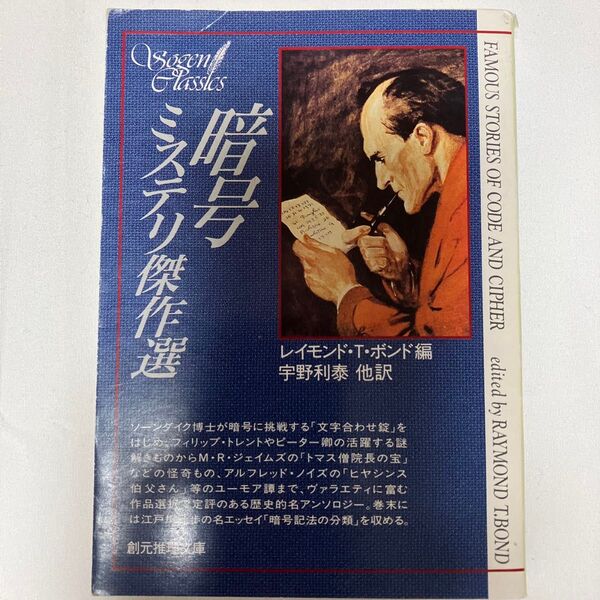 Sogen
Classics
暗号
ミステリ傑作選
レイモンド・T・ボンド編
宇野利泰 他訳
ソーンダイク博士が暗号に挑戦する「文字合わせ錠」を
はじめ、フィリップ・トレントやピーター卿の活躍する謎
解きものからM・R・ジェイムズの「トマス僧院長の宝」
などの怪奇もの、アルフレッド・ノイズの「ヒヤシンス
伯父さん」等のユーモア譚まで、ヴァラエティに富む
作品選択で定評のある歴史的名アンソロジー。巻末に
は江戸川乱歩の名エッセイ「暗号記法の分類」を収める。
創元推理文庫
FAMOUS STORIES OF CODE AND CIPHER edited by RAYMOND T. BOND